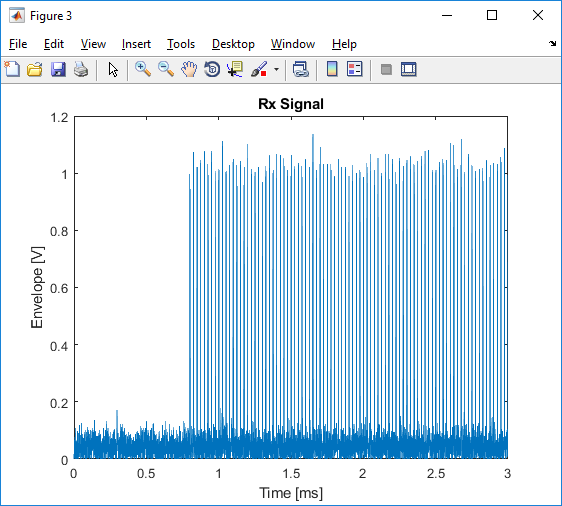 Figure 3
File Edit View Insert Tools Desktop Window Help
Rx Signal
1.2
1
0.8
0.6
0.4
0.2
0
Envelope [V]
0 0.5 1 1.5 2 2.5 3
Time [ms]